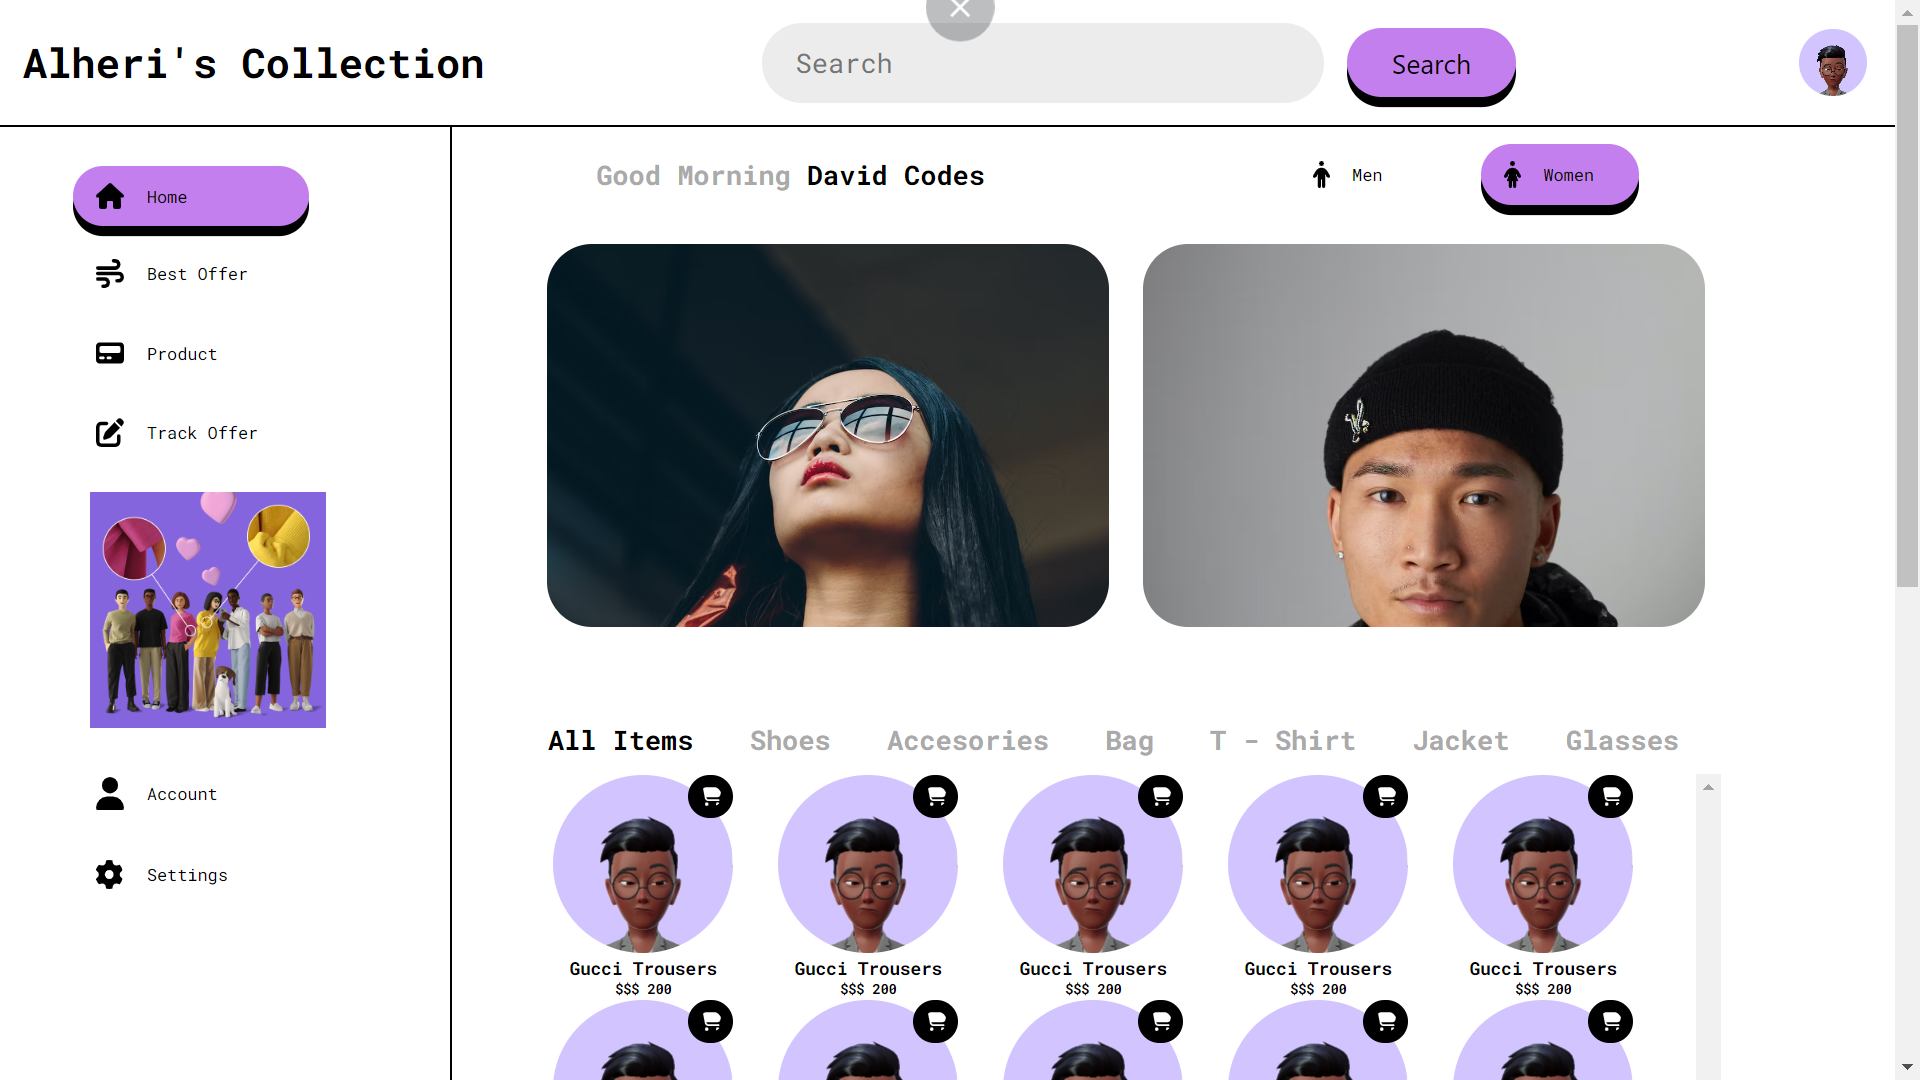 Alheri's Collection
Search
Search
Home
Best Offer
Product
Track Offer
Account
Settings
Good Morning David Codes
Men
Women
All Items Shoes Accesories Bag T - Shirt Jacket Glasses
Gucci Trousers Gucci Trousers Gucci Trousers Gucci Trousers Gucci Trousers
$$$ 200 $$$ 200 $$$ 200 $$$ 200 $$$ 200